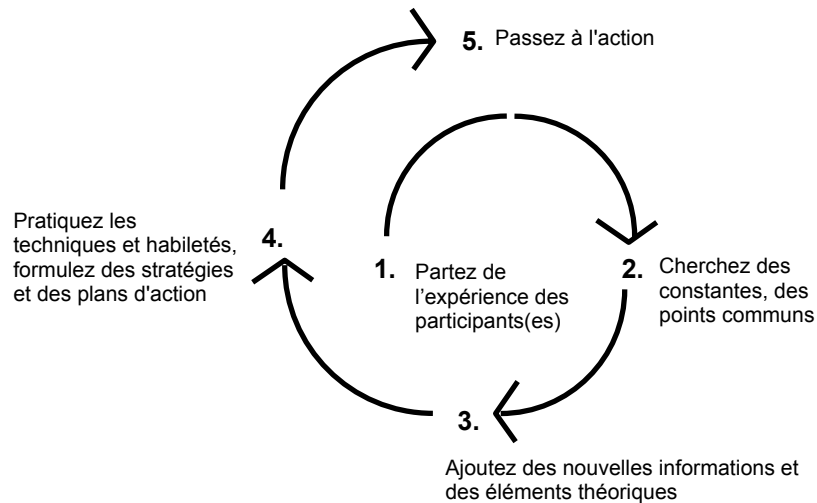 5. Passez à l'action
Pratiquez les
techniques et habiletés,
formulez des stratégies
et des plans d'action
4.
1. Partez de
l’expérience des
participants(es)
2. Cherchez des
constantes, des
points communs
3.
Ajoutez des nouvelles informations et
des éléments théoriques